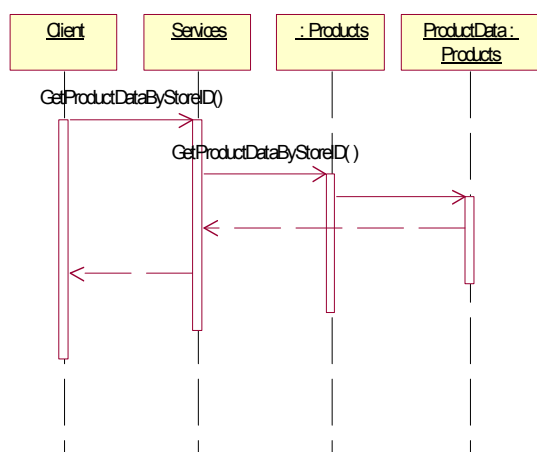 Client
Services
: Products
ProductData :
Products
GetProductDataByStoreID()
GetProductDataByStoreID( )